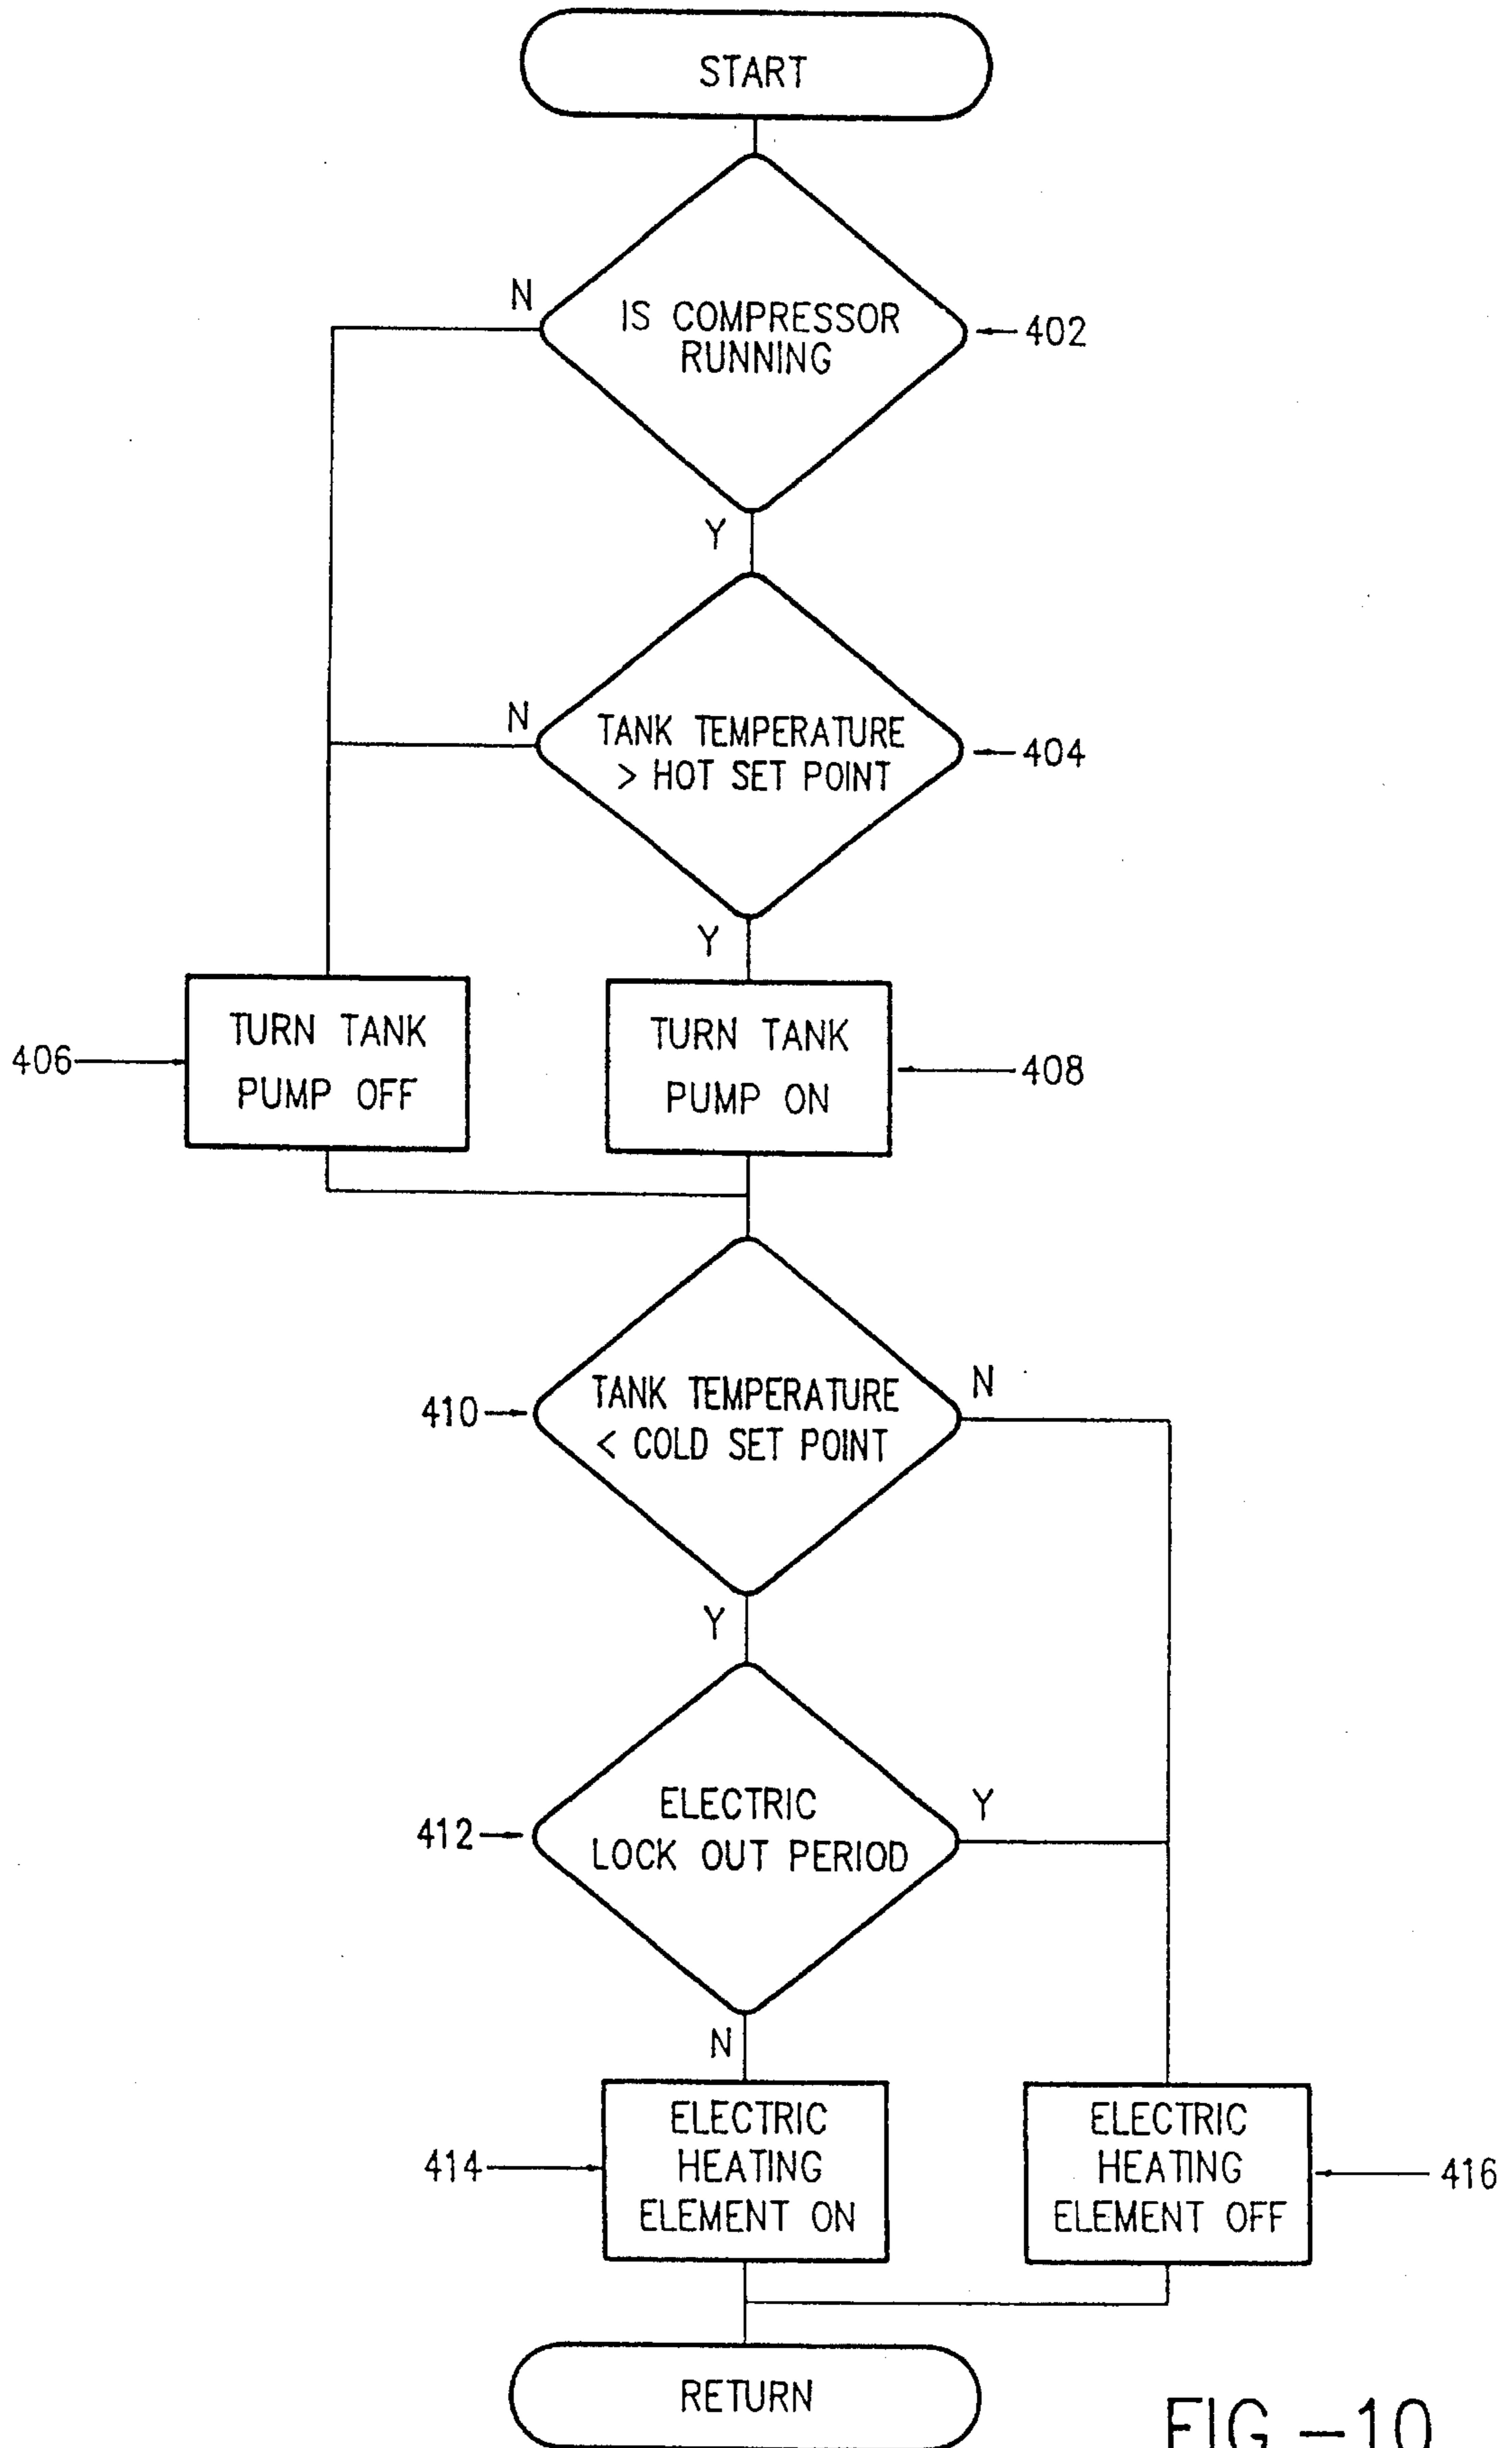 START
N
IS COMPRESSOR
RUNNING
402
Y
N
TANK TEMPERATURE
> HOT SET POINT
404
Y
406
TURN TANK
PUMP OFF
TURN TANK
PUMP ON
408
410
TANK TEMPERATURE
< COLD SET POINT
N
Y
412
ELECTRIC
LOCK OUT PERIOD
Y
N
414
ELECTRIC
HEATING
ELEMENT ON
ELECTRIC
HEATING
ELEMENT OFF
416
RETURN
FIG –10